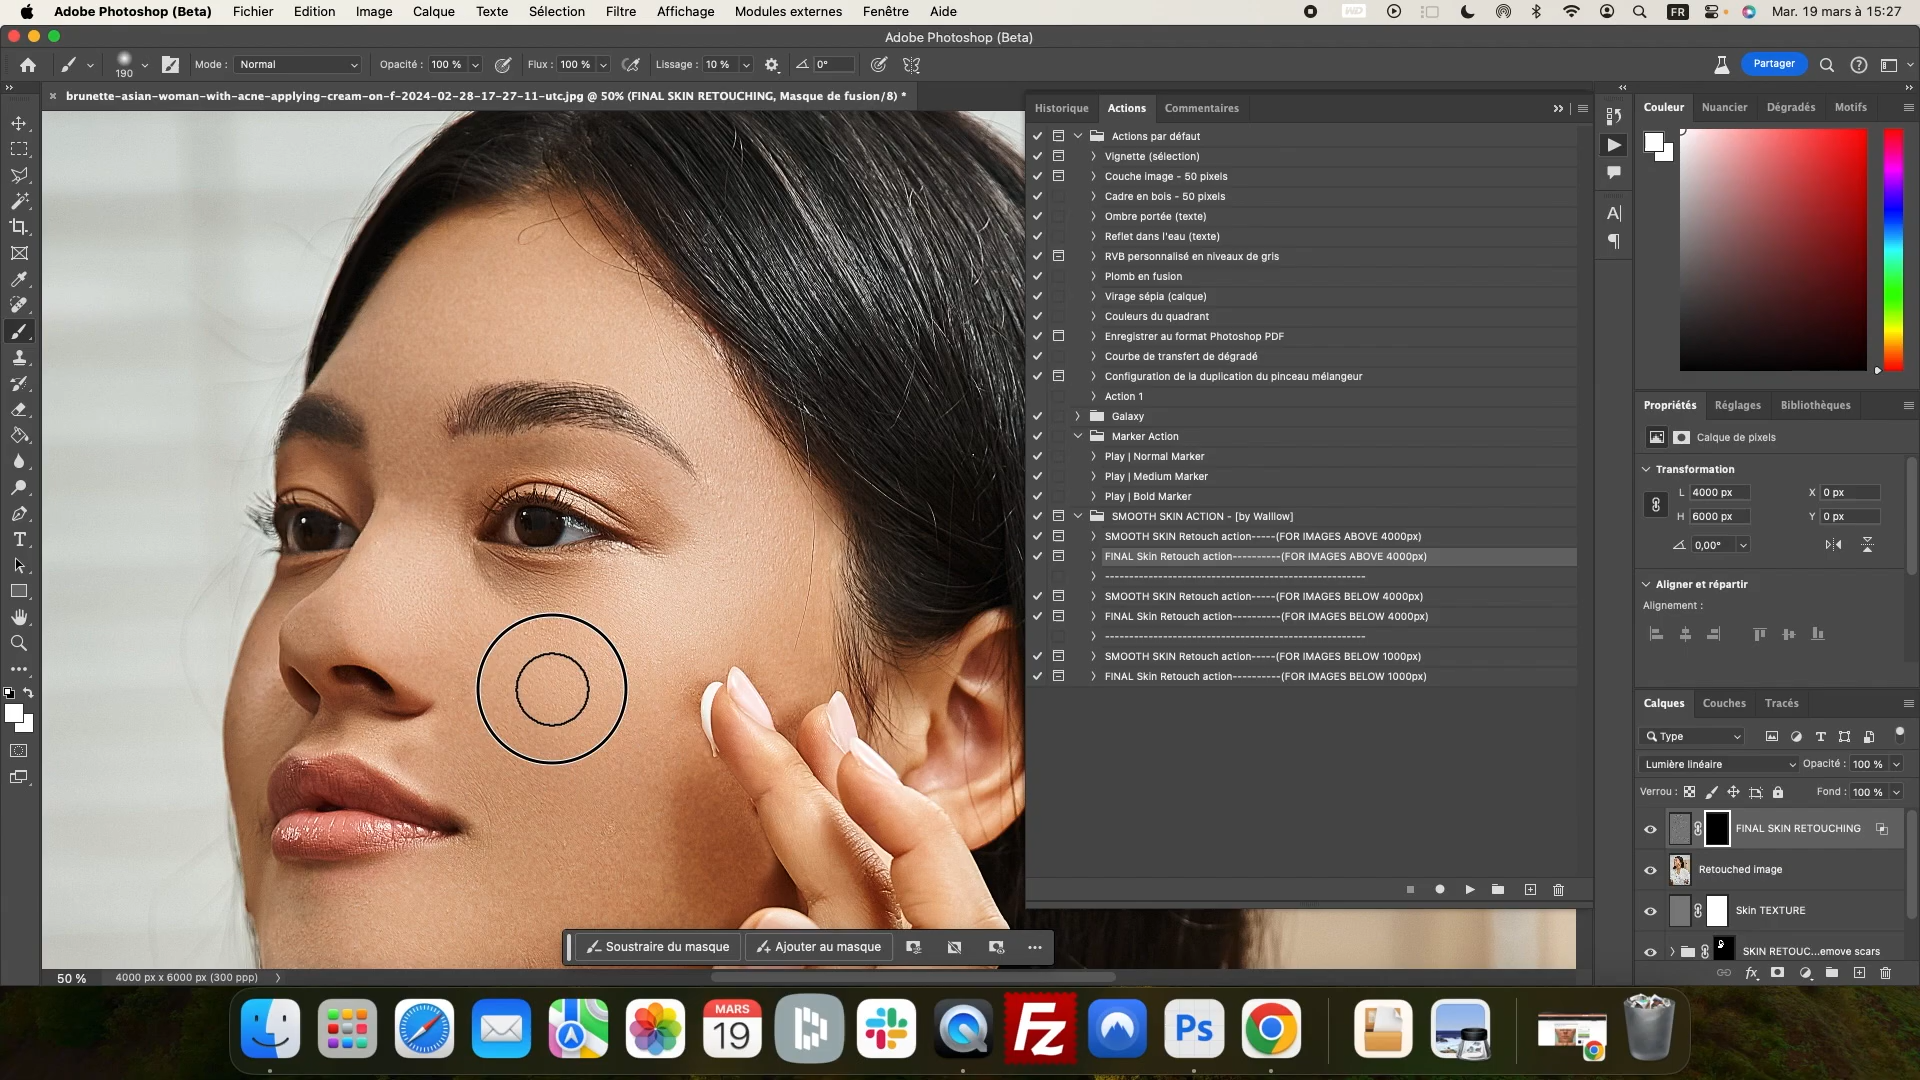 Adobe Photoshop (Beta) Fichier Edition Image Calque Texte Sélection Filtre Affichage Modules externes Fenêtre Aide FR Mar. 19 mars à 15:27
Adobe Photoshop (Beta)
190 Mode : Normal Opacité : 100 % Flux : 100 % Lissage : 10 % 0° Partager
brunette-asian-woman-with-acne-applying-cream-on-f-2024-02-28-17-27-11-utc.jpg @ 50% (FINAL SKIN RETOUCHING, Masque de fusion/8) *
Historique Actions Commentaires
Actions par défaut
Vignette (sélection)
Couche image - 50 pixels
Cadre en bois - 50 pixels
Ombre portée (texte)
Reflet dans l'eau (texte)
RVB personnalisé en niveaux de gris
Plomb en fusion
Virage sépia (calque)
Couleurs du quadrant
Enregistrer au format Photoshop PDF
Courbe de transfert de dégradé
Configuration de la duplication du pinceau mélangeur
Action 1
Galaxy
Marker Action
Play | Normal Marker
Play | Medium Marker
Play | Bold Marker
SMOOTH SKIN ACTION - [by Walllow]
SMOOTH SKIN Retouch action-----(FOR IMAGES ABOVE 4000px)
FINAL Skin Retouch action----------(FOR IMAGES ABOVE 4000px)
------------------------------------------------------
SMOOTH SKIN Retouch action-----(FOR IMAGES BELOW 4000px)
FINAL Skin Retouch action----------(FOR IMAGES BELOW 4000px)
------------------------------------------------------
SMOOTH SKIN Retouch action-----(FOR IMAGES BELOW 1000px)
FINAL Skin Retouch action----------(FOR IMAGES BELOW 1000px)
Couleur Nuancier Dégradés Motifs
Propriétés Réglages Bibliothèques
Calque de pixels
Transformation
L 4000 px X 0 px
H 6000 px Y 0 px
0,00°
Aligner et répartir
Alignement :
Calques Couches Tracés
Type
Lumière linéaire Opacité : 100 %
Verrou : Fond : 100 %
FINAL SKIN RETOUCHING
Retouched image
Skin TEXTURE
SKIN RETOUC...emove scars
Soustraire du masque Ajouter au masque
50 % 4000 px x 6000 px (300 ppp)
MARS
19
Fz
Ps